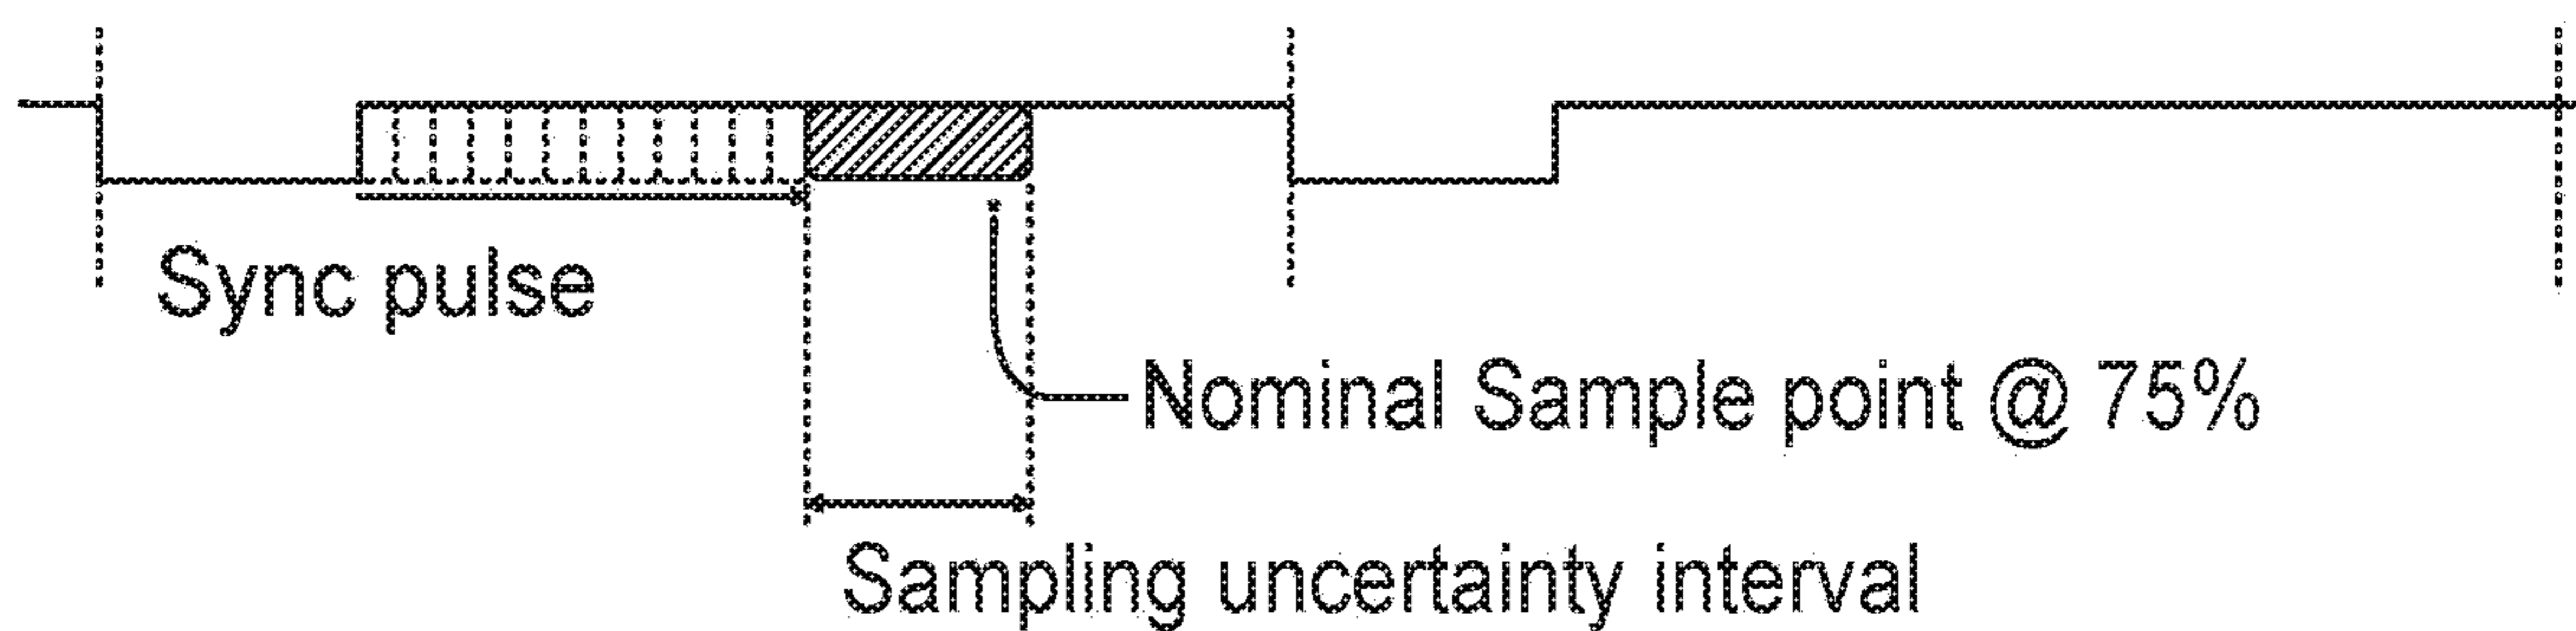 Sync pulse
Nominal Sample point @ 75%
Sampling uncertainty interval